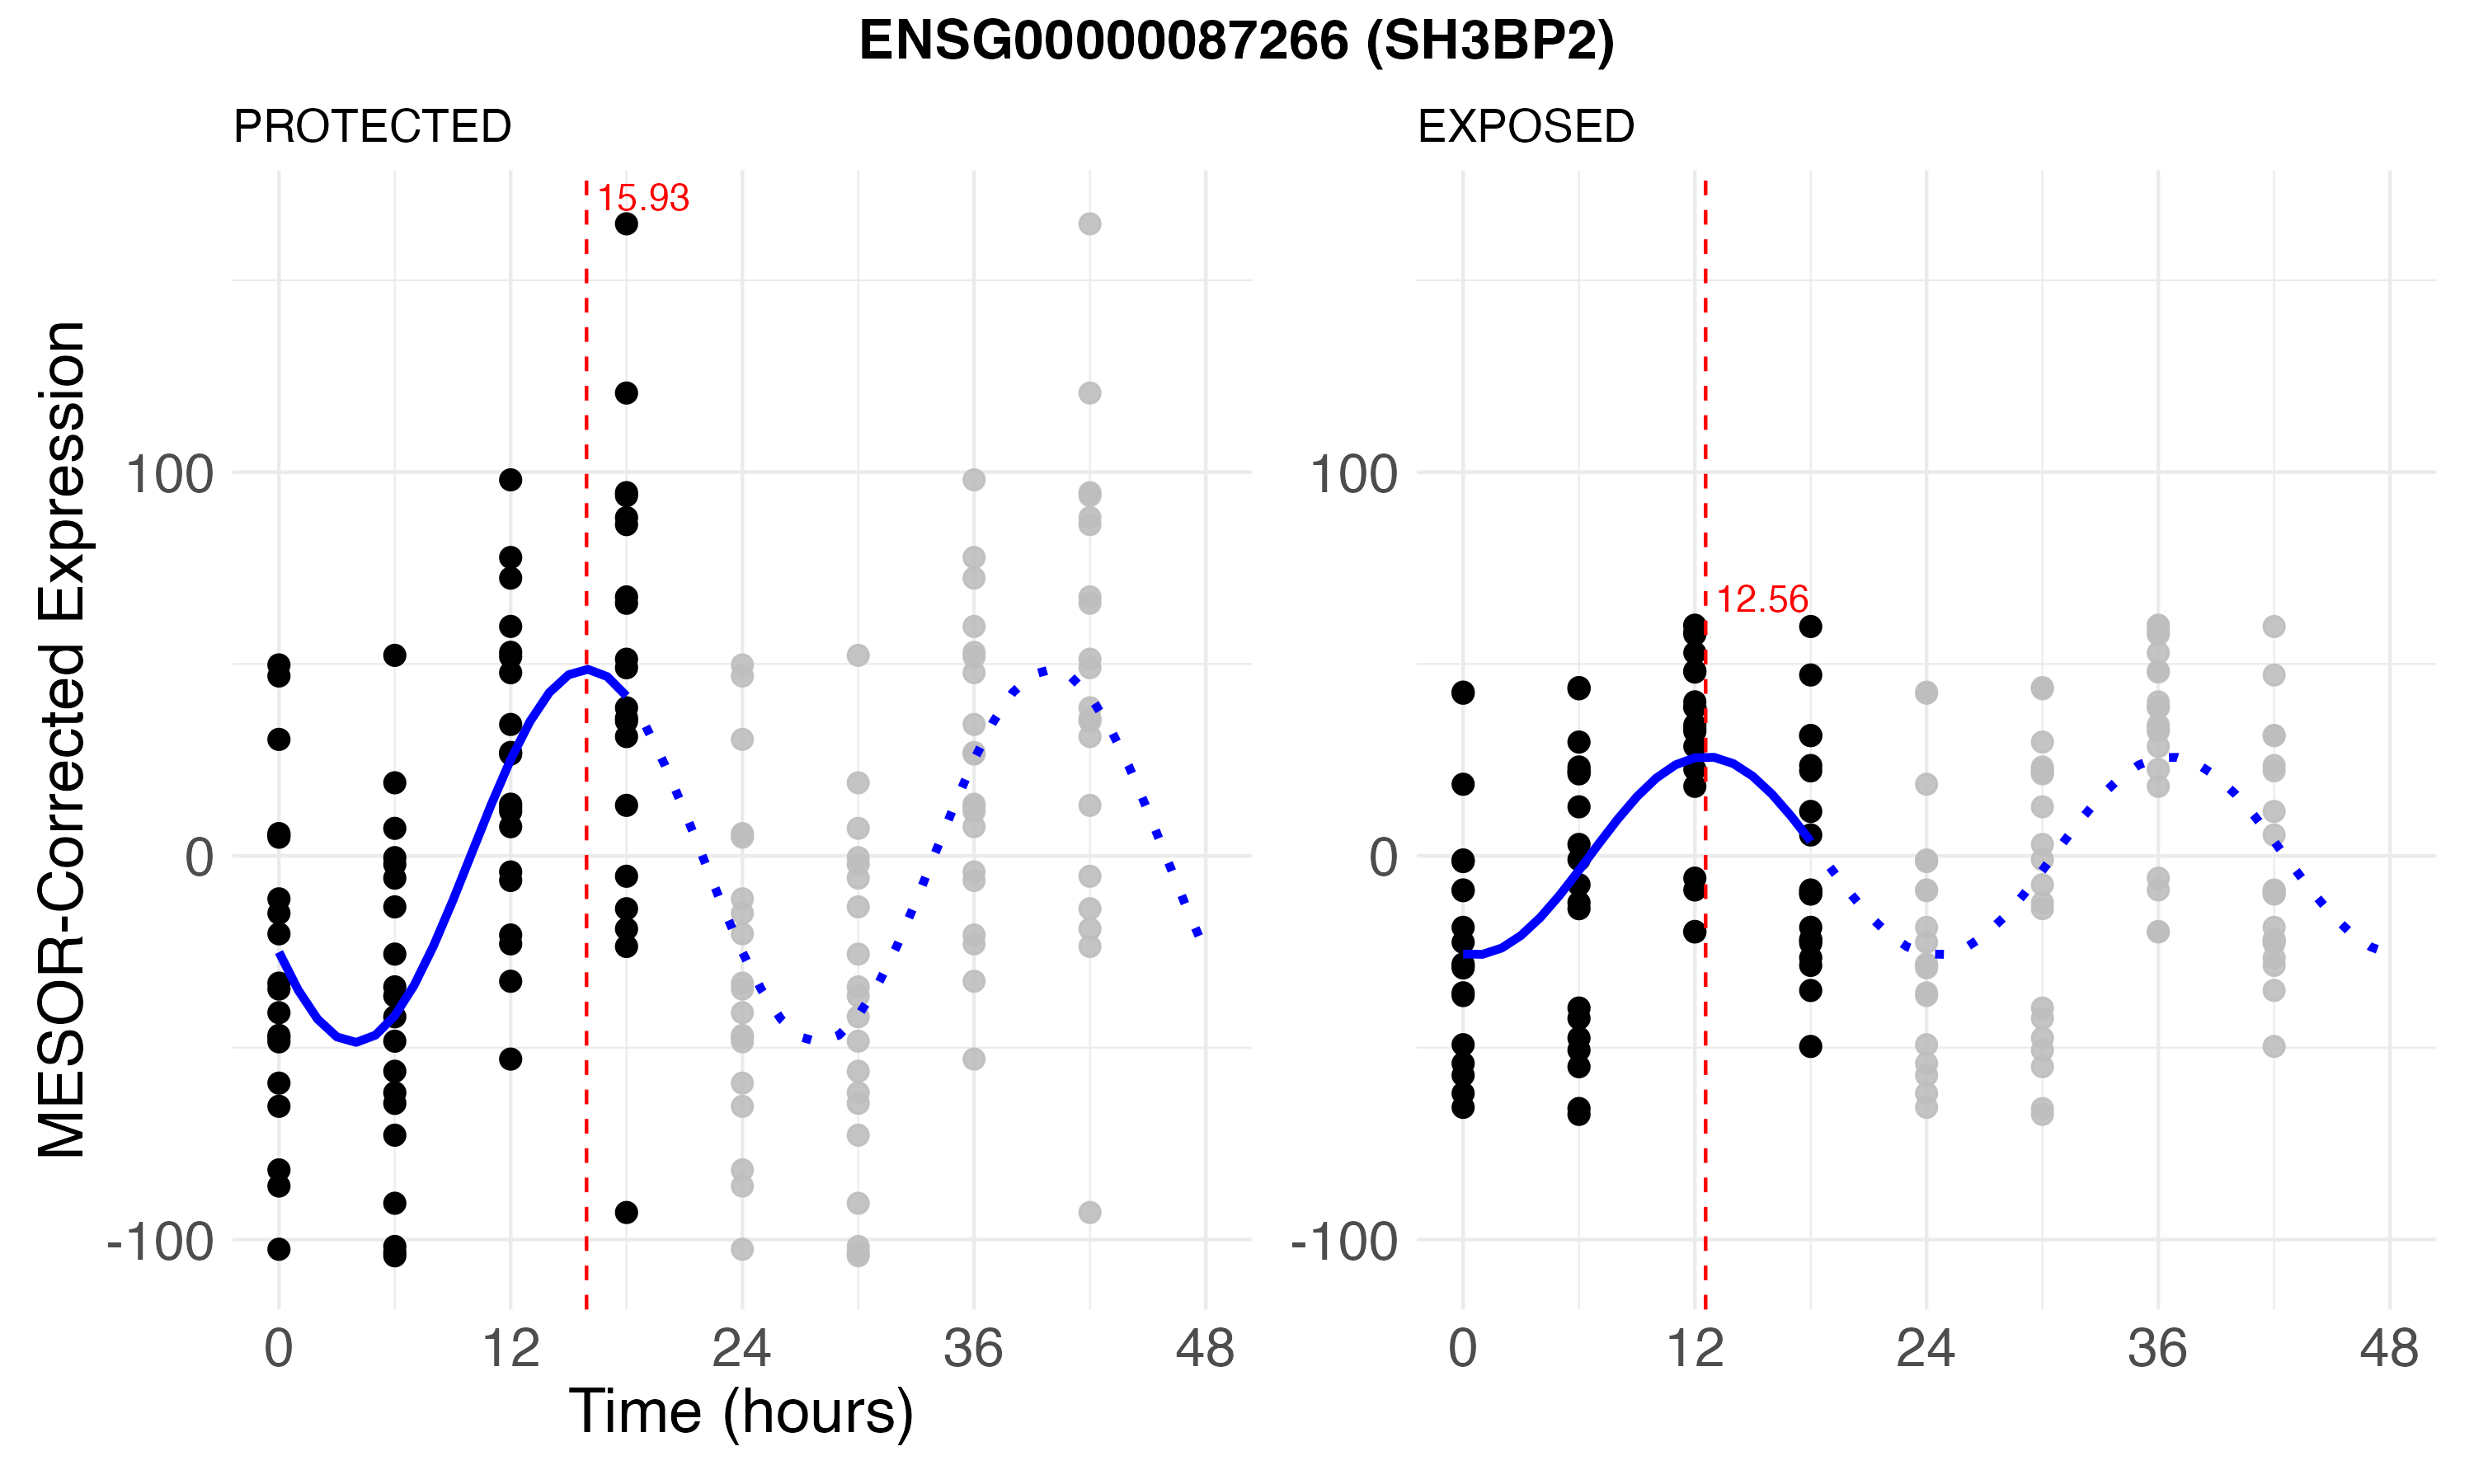 ENSG00000087266 (SH3BP2)
PROTECTED
EXPOSED
MESOR-Corrected Expression
15.93
12.56
100
0
-100
100
0
-100
0 12 24 36 48
0 12 24 36 48
Time (hours)